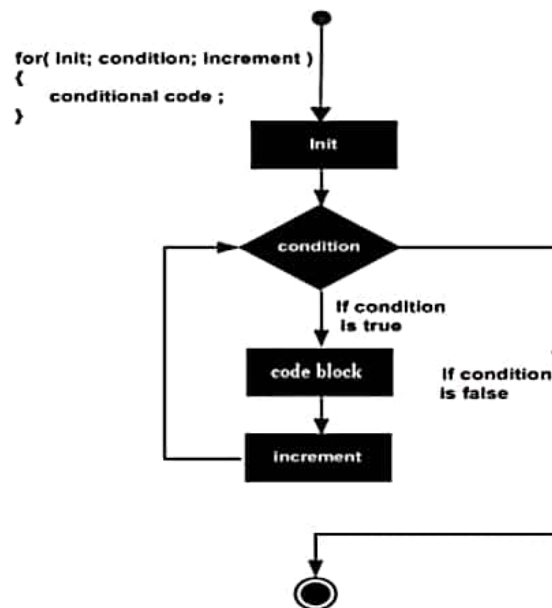 for( Init; condition; Increment )
{
conditional code ;
}
Init
condition
If condition
is true
code block
If condition
is false
increment